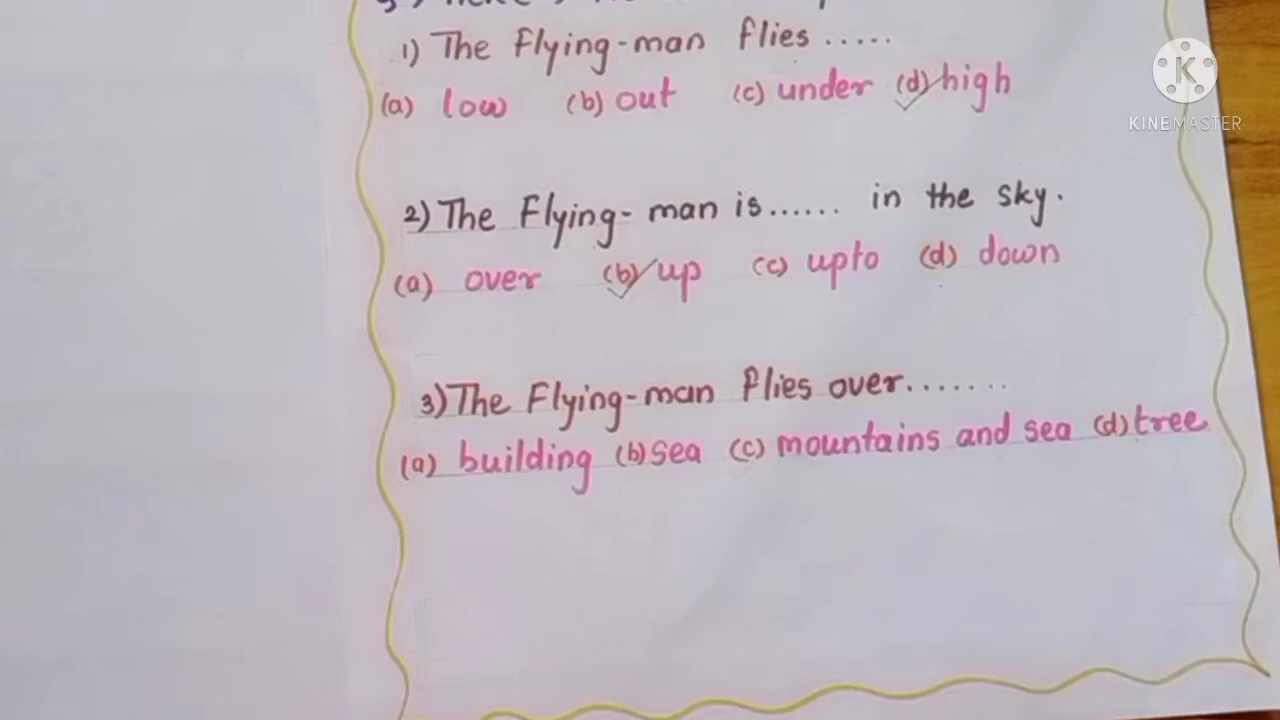 1) The Flying-man flies .....
(a) low (b) out (c) under (d) high
2) The Flying-man is...... in the sky.
(a) over (b) up (c) upto (d) down
3) The Flying-man flies over.......
(a) building (b) sea (c) mountains and sea (d) tree
K
KINEMASTER